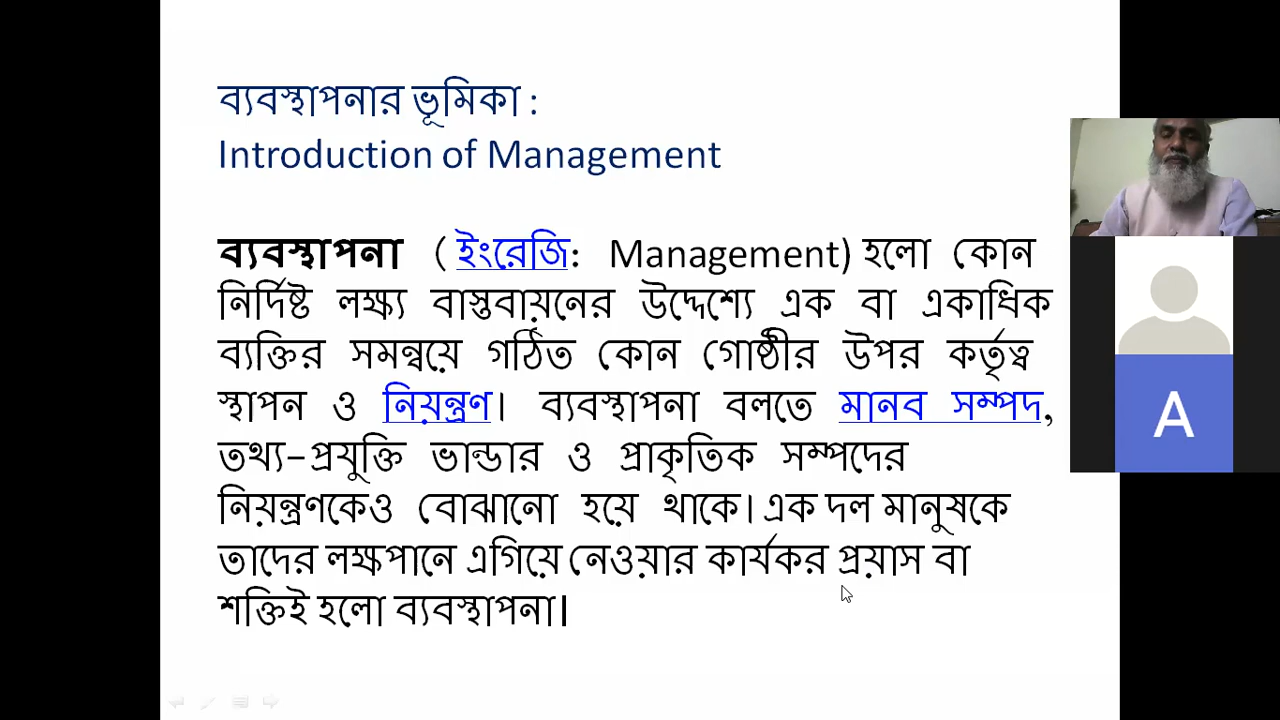 ব্যবস্থাপনার ভূমিকা :
Introduction of Management
ব্যবস্থাপনা ( ইংরেজি: Management) হলো কোন
নির্দিষ্ট লক্ষ্য বাস্তবায়নের উদ্দেশ্যে এক বা একাধিক
ব্যক্তির সমন্বয়ে গঠিত কোন গোষ্ঠীর উপর কর্তৃত্ব
স্থাপন ও নিয়ন্ত্রণ। ব্যবস্থাপনা বলতে মানব সম্পদ,
তথ্য-প্রযুক্তি ভান্ডার ও প্রাকৃতিক সম্পদের
নিয়ন্ত্রণকেও বোঝানো হয়ে থাকে। এক দল মানুষকে
তাদের লক্ষপানে এগিয়ে নেওয়ার কার্যকর প্রয়াস বা
শক্তিই হলো ব্যবস্থাপনা।
A